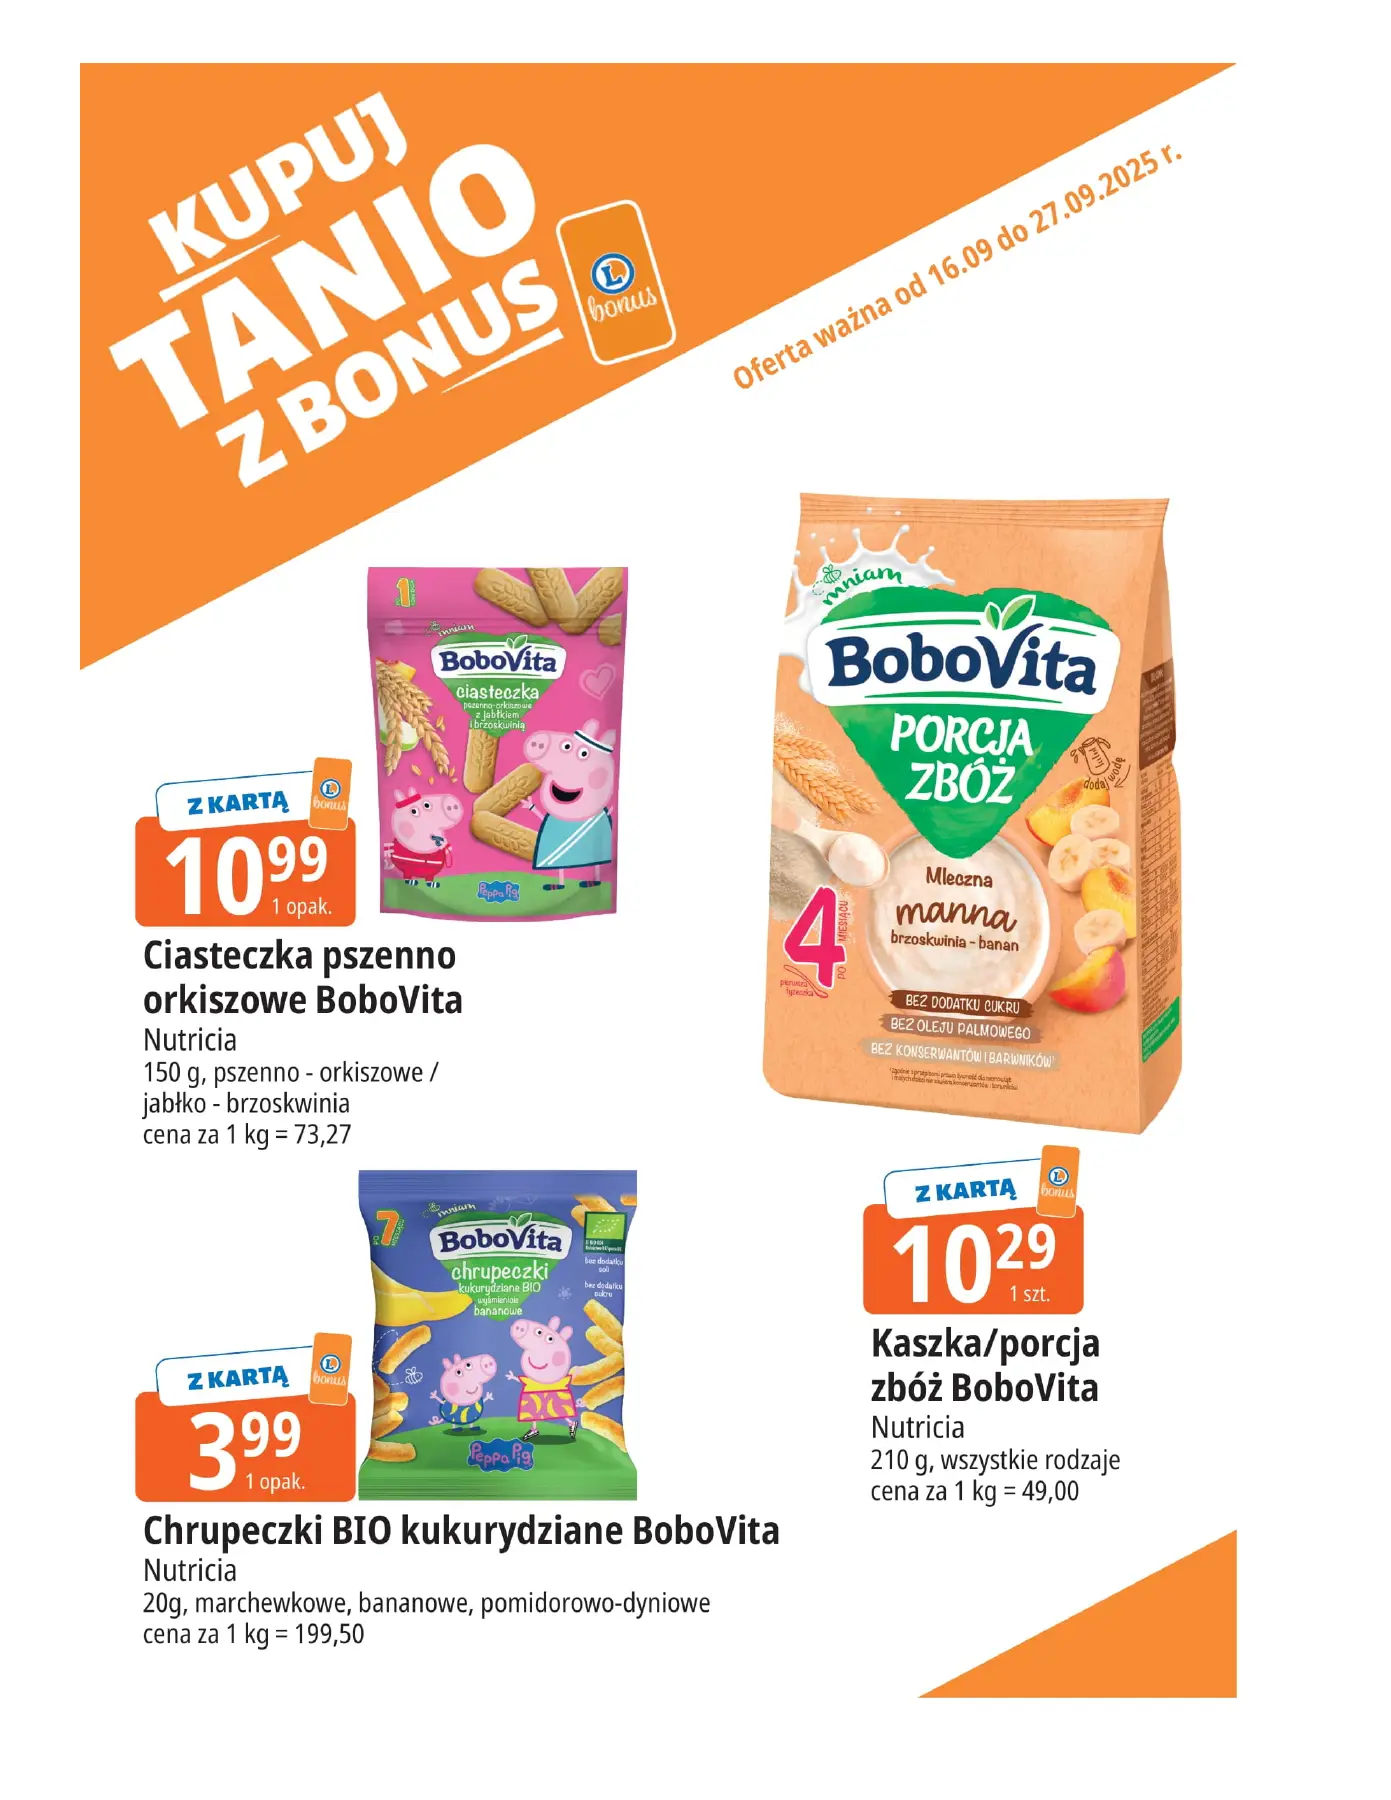 KUPUJ
TANIO
Z BONUS
L
bonus
Oferta ważna od 16.09 do 27.09.2025 r.
1
mniam
BoboVita
ciasteczka
pszenno-orkiszowe
z jabłkiem
i brzoskwinią
Peppa Pig
Z KARTĄ
L
bonus
10 99
1 opak.
Ciasteczka pszenno
orkiszowe BoboVita
Nutricia
150 g, pszenno - orkiszowe /
jabłko - brzoskwinia
cena za 1 kg = 73,27
mniam
BoboVita
PORCJA
ZBÓŻ
dodaj wodę
Mleczna
manna
brzoskwinia - banan
PO
4
MIESIĄCU
pierwsza
łyżeczka
BEZ DODATKU CUKRU
BEZ OLEJU PALMOWEGO
BEZ KONSERWANTÓW I BARWNIKÓW*
Z KARTĄ
L
bonus
10 29
1 szt.
Kaszka/porcja
zbóż BoboVita
Nutricia
210 g, wszystkie rodzaje
cena za 1 kg = 49,00
PO
7
mniam
BoboVita
chrupeczki
kukurydziane BIO
wyśmienicie
bananowe
bez dodatku
soli
bez dodatku
cukru
Peppa Pig
Z KARTĄ
L
bonus
3 99
1 opak.
Chrupeczki BIO kukurydziane BoboVita
Nutricia
20g, marchewkowe, bananowe, pomidorowo-dyniowe
cena za 1 kg = 199,50